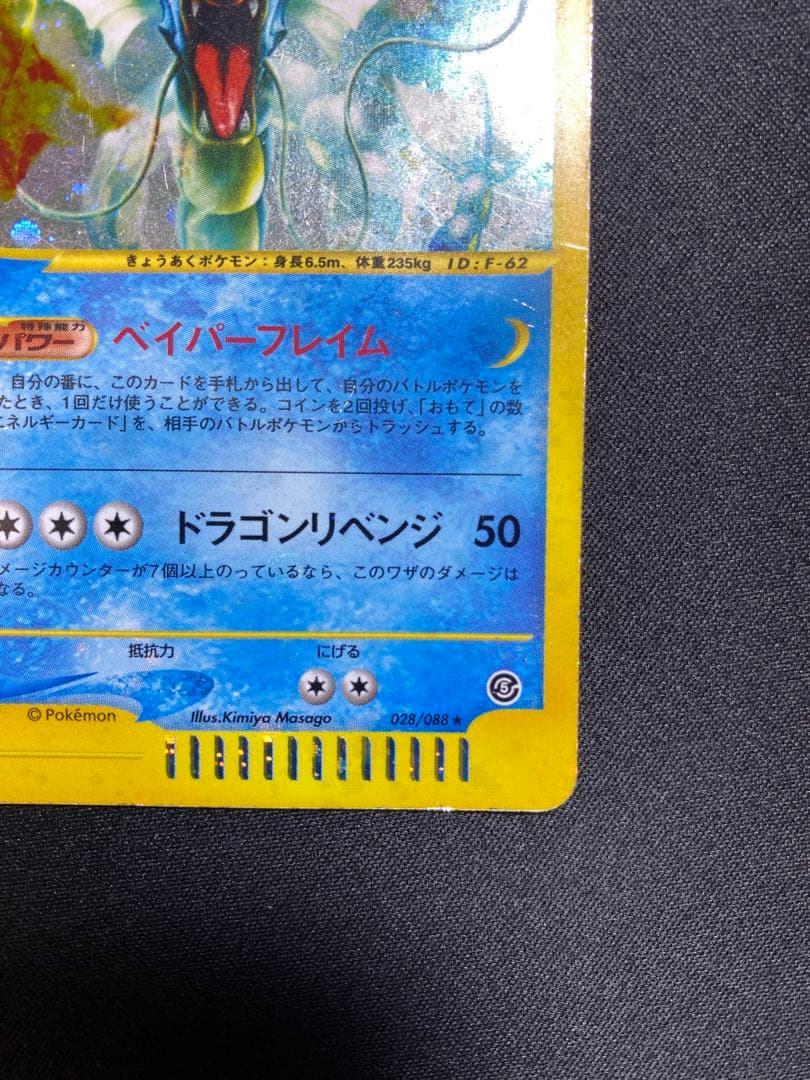 きょうあくポケモン：身長6.5m、体重235kg ID:F-62
特殊能力
パワー ベイパーフレイム
自分の番に、このカードを手札から出して、自分のバトルポケモンを
たとき、1回だけ使うことができる。コインを2回投げ、「おもて」の数
エネルギーカード」を、相手のバトルポケモンからトラッシュする。
ドラゴンリベンジ 50
メージカウンターが7個以上のっているなら、このワザのダメージは
なる。
抵抗力 にげる
© Pokémon Illus.Kimiya Masago 028/088★